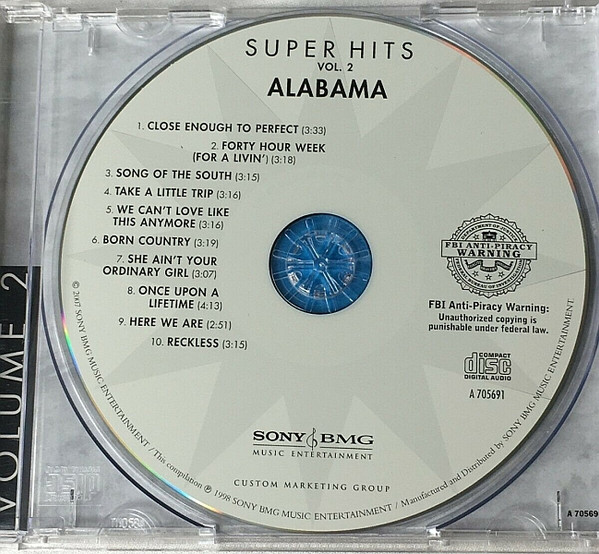 SUPER HITS
VOL. 2
ALABAMA
1. CLOSE ENOUGH TO PERFECT (3:33)
2. FORTY HOUR WEEK
(FOR A LIVIN') (3:18)
3. SONG OF THE SOUTH (3:15)
4. TAKE A LITTLE TRIP (3:16)
5. WE CAN'T LOVE LIKE
THIS ANYMORE (3:16)
6. BORN COUNTRY (3:19)
7. SHE AIN'T YOUR
ORDINARY GIRL (3:07)
8. ONCE UPON A
LIFETIME (4:13)
9. HERE WE ARE (2:51)
10. RECKLESS (3:15)
FBI ANTI-PIRACY
WARNING
FBI Anti-Piracy Warning:
Unauthorized copying is
punishable under federal law.
COMPACT
disc
DIGITAL AUDIO
A 705691
SONY BMG
MUSIC ENTERTAINMENT
CUSTOM MARKETING GROUP
© 2007 SONY BMG MUSIC ENTERTAINMENT / This compilation ℗ 1998 SONY BMG MUSIC ENTERTAINMENT / Manufactured and Distributed by SONY BMG MUSIC ENTERTAINMENT
VOLUME 2
A 70569